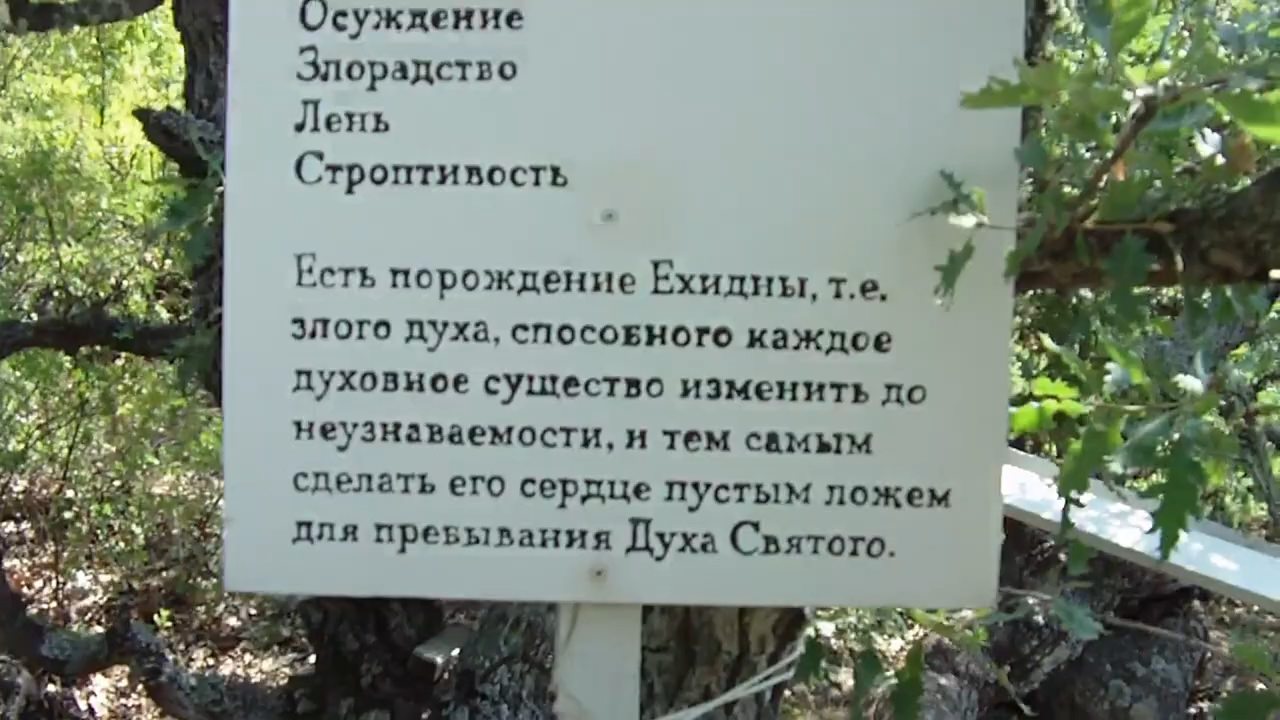 Осуждение
Злорадство
Лень
Строптивость
Есть порождение Ехидны, т.е.
злого духа, способного каждое
духовное существо изменить до
неузнаваемости, и тем самым
сделать его сердце пустым ложем
для пребывания Духа Святого.